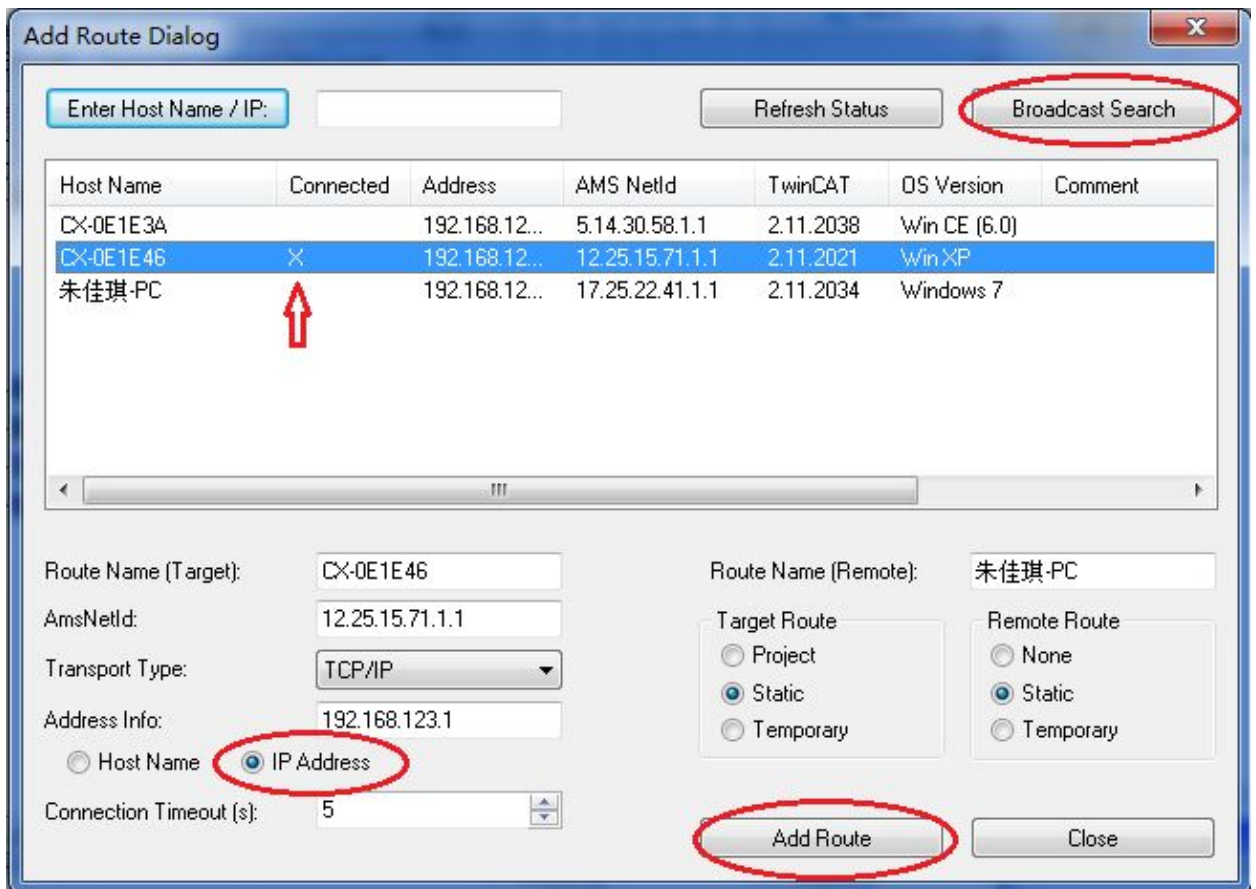 Add Route Dialog
Enter Host Name / IP: Refresh Status Broadcast Search
Host Name Connected Address AMS NetId TwinCAT OS Version Comment
CX-0E1E3A 192.168.12... 5.14.30.58.1.1 2.11.2038 Win CE (6.0)
CX-0E1E46 X 192.168.12... 12.25.15.71.1.1 2.11.2021 Win XP
朱佳琪-PC 192.168.12... 17.25.22.41.1.1 2.11.2034 Windows 7
Route Name (Target): CX-0E1E46 Route Name (Remote): 朱佳琪-PC
AmsNetId: 12.25.15.71.1.1 Target Route Remote Route
Project None
Transport Type: TCP/IP Static Static
Address Info: 192.168.123.1 Temporary Temporary
Host Name IP Address
Connection Timeout (s): 5
Add Route Close